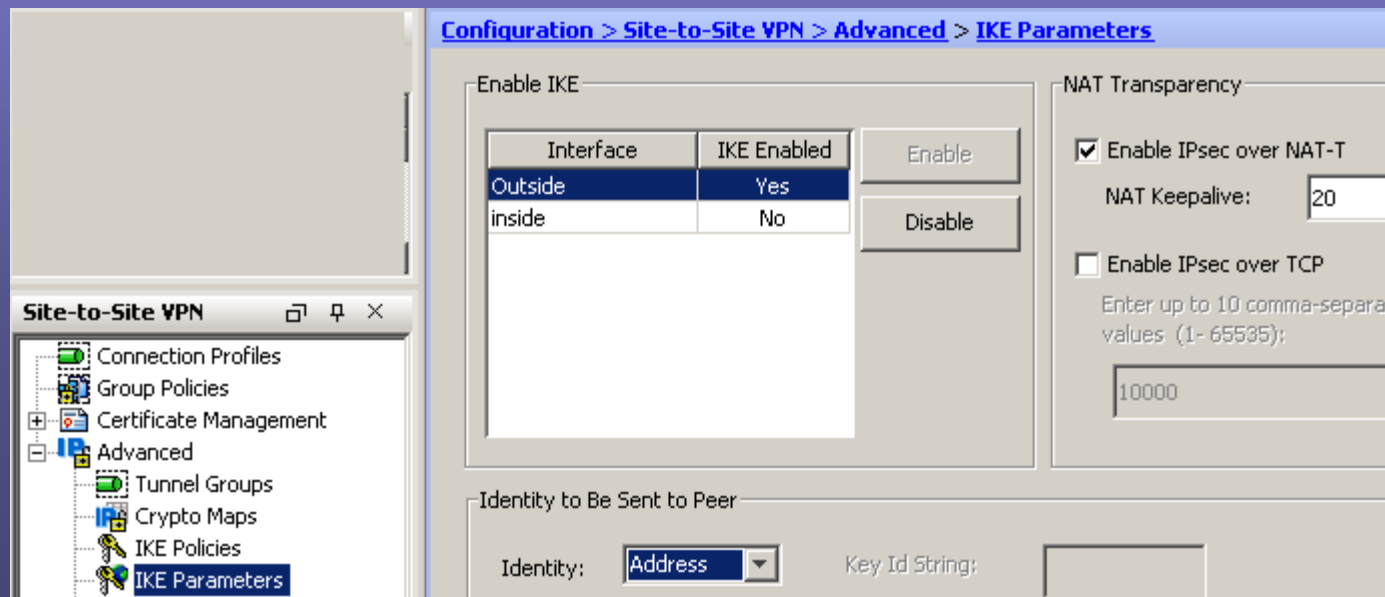 Configuration > Site-to-Site VPN > Advanced > IKE Parameters
Enable IKE
Interface IKE Enabled
Outside Yes
inside No
Enable
Disable
NAT Transparency
Enable IPsec over NAT-T
NAT Keepalive: 20
Enable IPsec over TCP
Enter up to 10 comma-separa
values (1- 65535):
10000
Identity to Be Sent to Peer
Identity: Address Key Id String:
Site-to-Site VPN
Connection Profiles
Group Policies
Certificate Management
Advanced
Tunnel Groups
Crypto Maps
IKE Policies
IKE Parameters